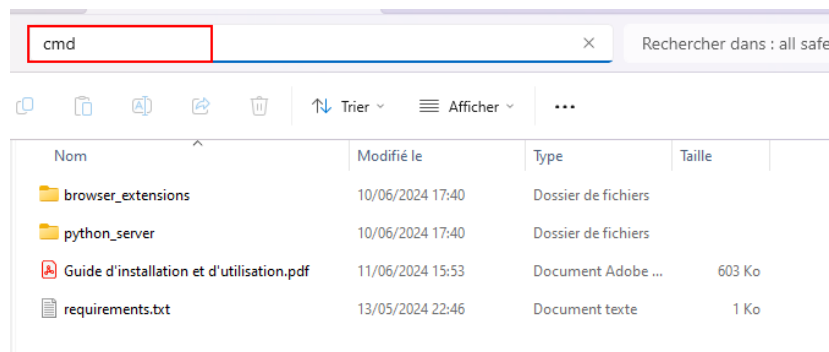 cmd
Rechercher dans : all safe
Trier
Afficher
Nom Modifié le Type Taille
browser_extensions 10/06/2024 17:40 Dossier de fichiers
python_server 10/06/2024 17:40 Dossier de fichiers
Guide d'installation et d'utilisation.pdf 11/06/2024 15:53 Document Adobe ... 603 Ko
requirements.txt 13/05/2024 22:46 Document texte 1 Ko